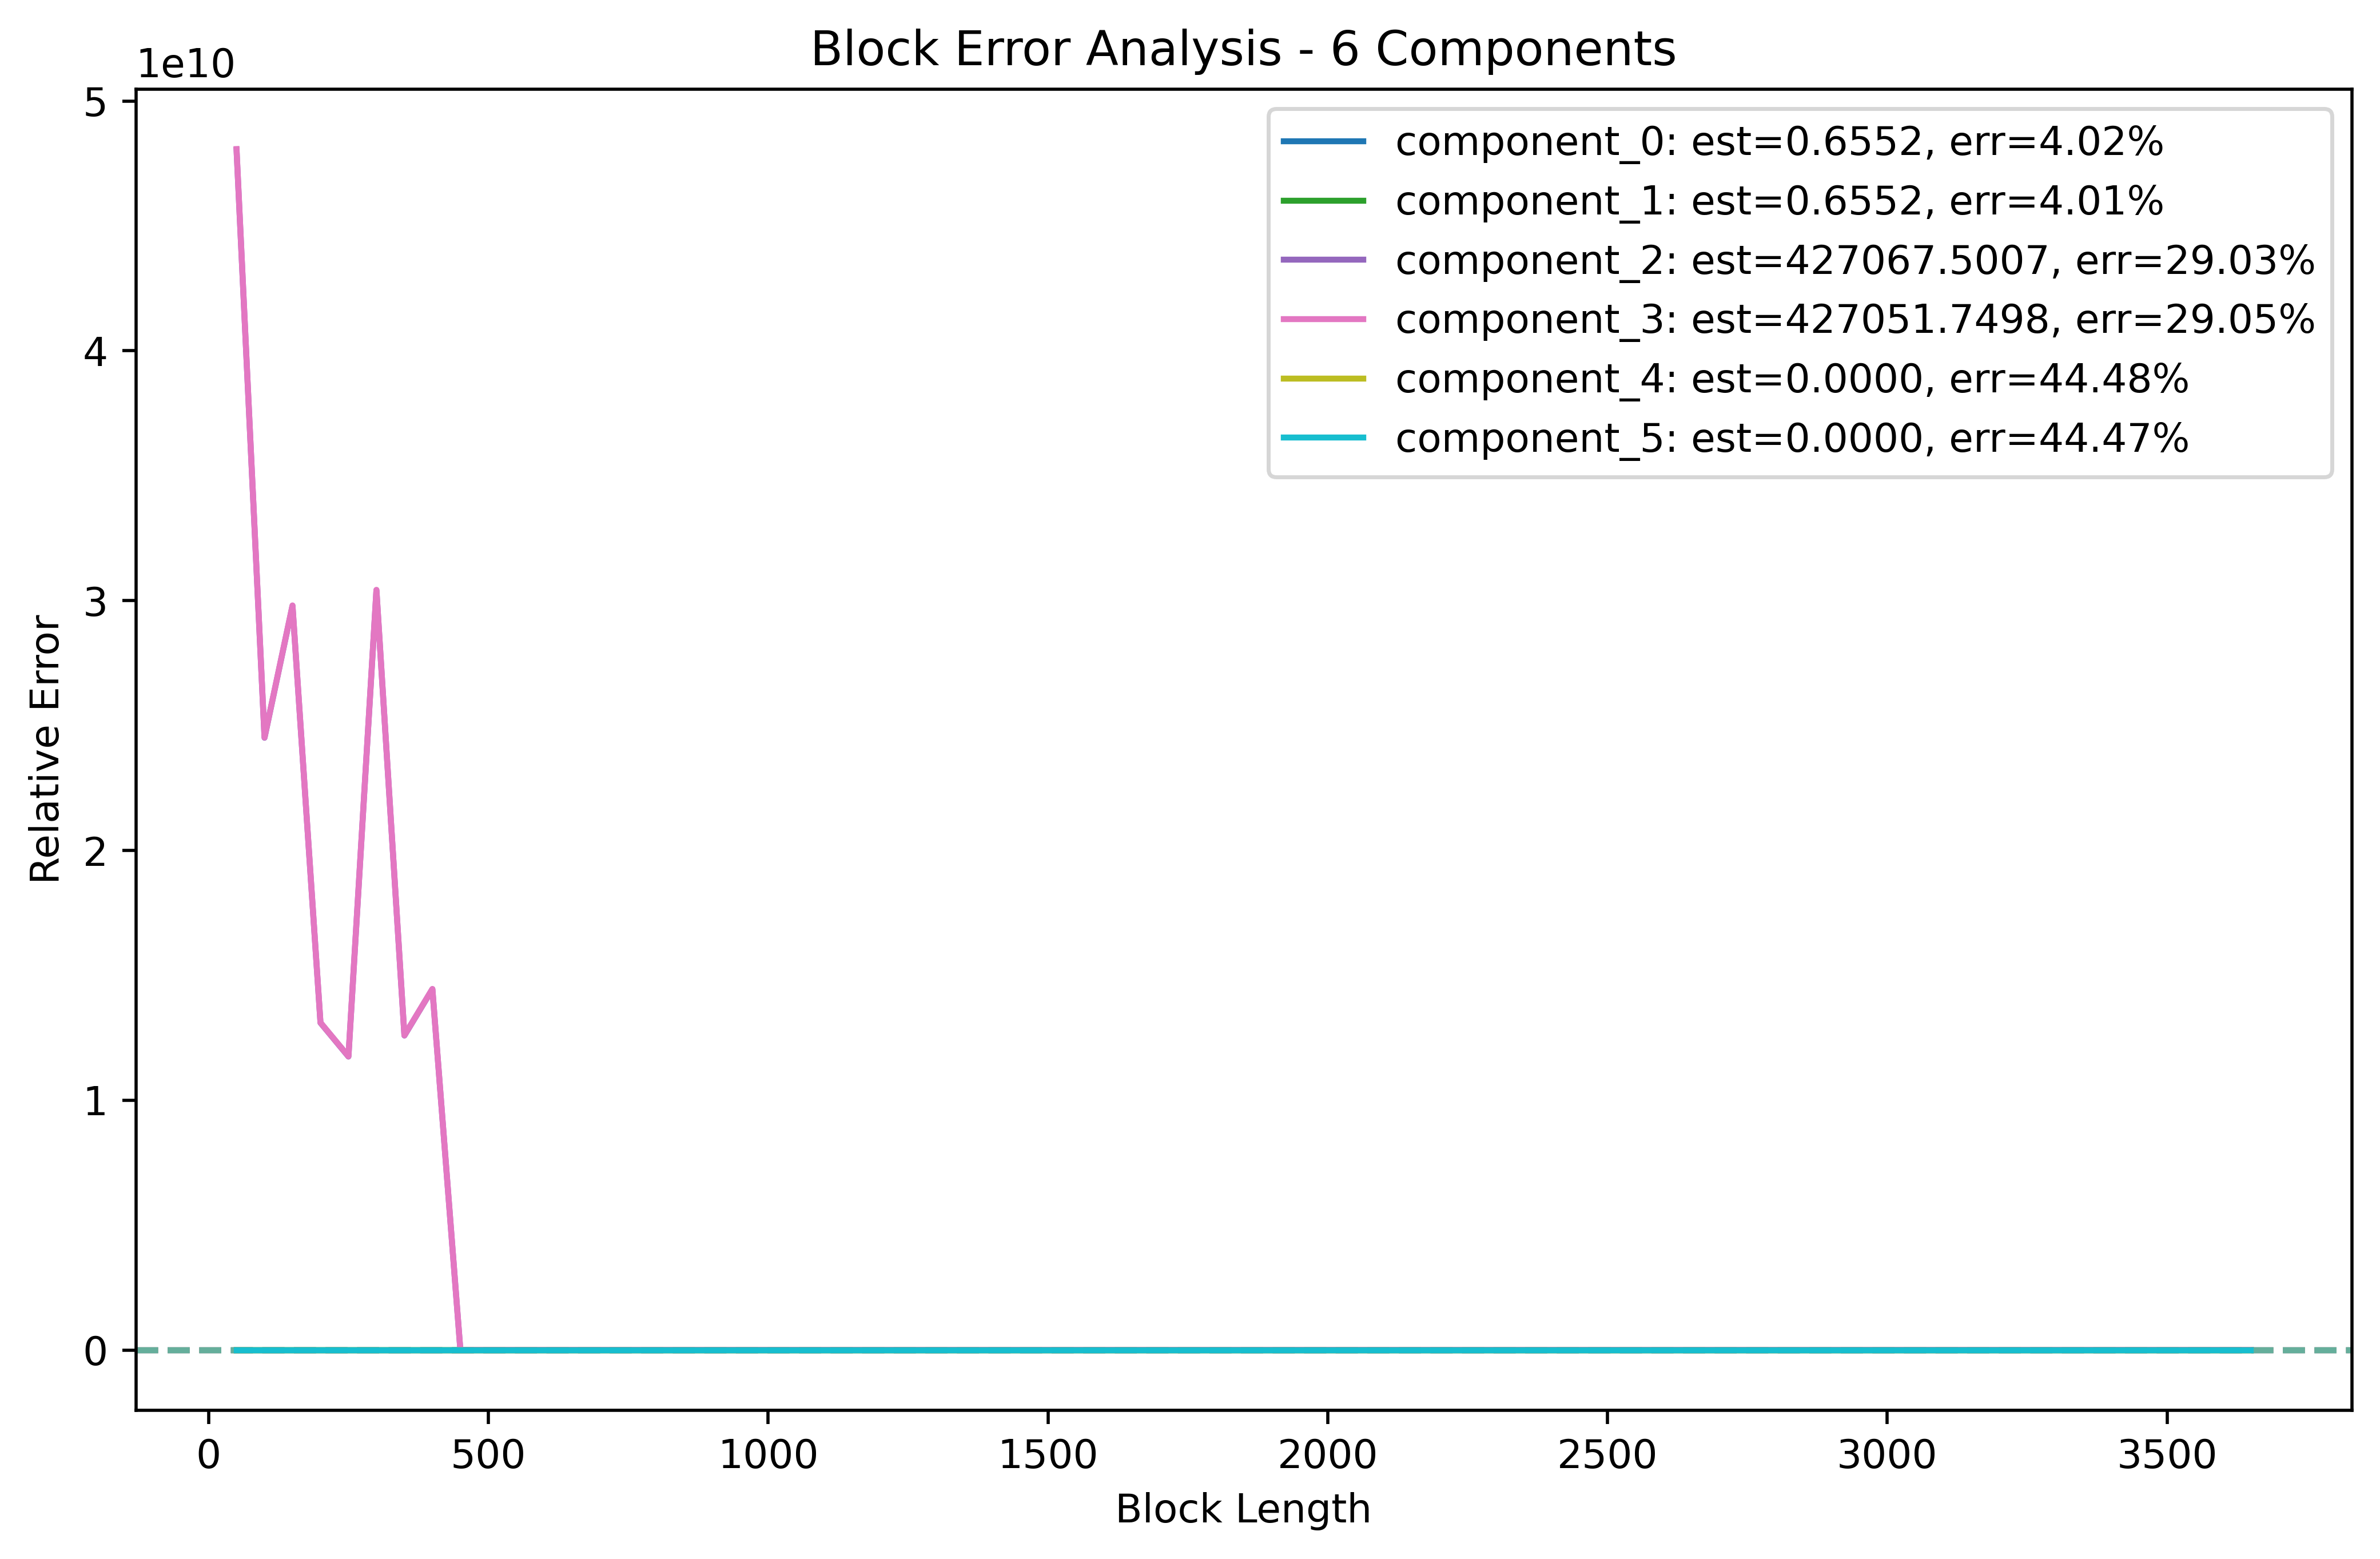 Block Error Analysis - 6 Components
1e10
5
4
3
2
1
0
Relative Error
component_0: est=0.6552, err=4.02%
component_1: est=0.6552, err=4.01%
component_2: est=427067.5007, err=29.03%
component_3: est=427051.7498, err=29.05%
component_4: est=0.0000, err=44.48%
component_5: est=0.0000, err=44.47%
0 500 1000 1500 2000 2500 3000 3500
Block Length